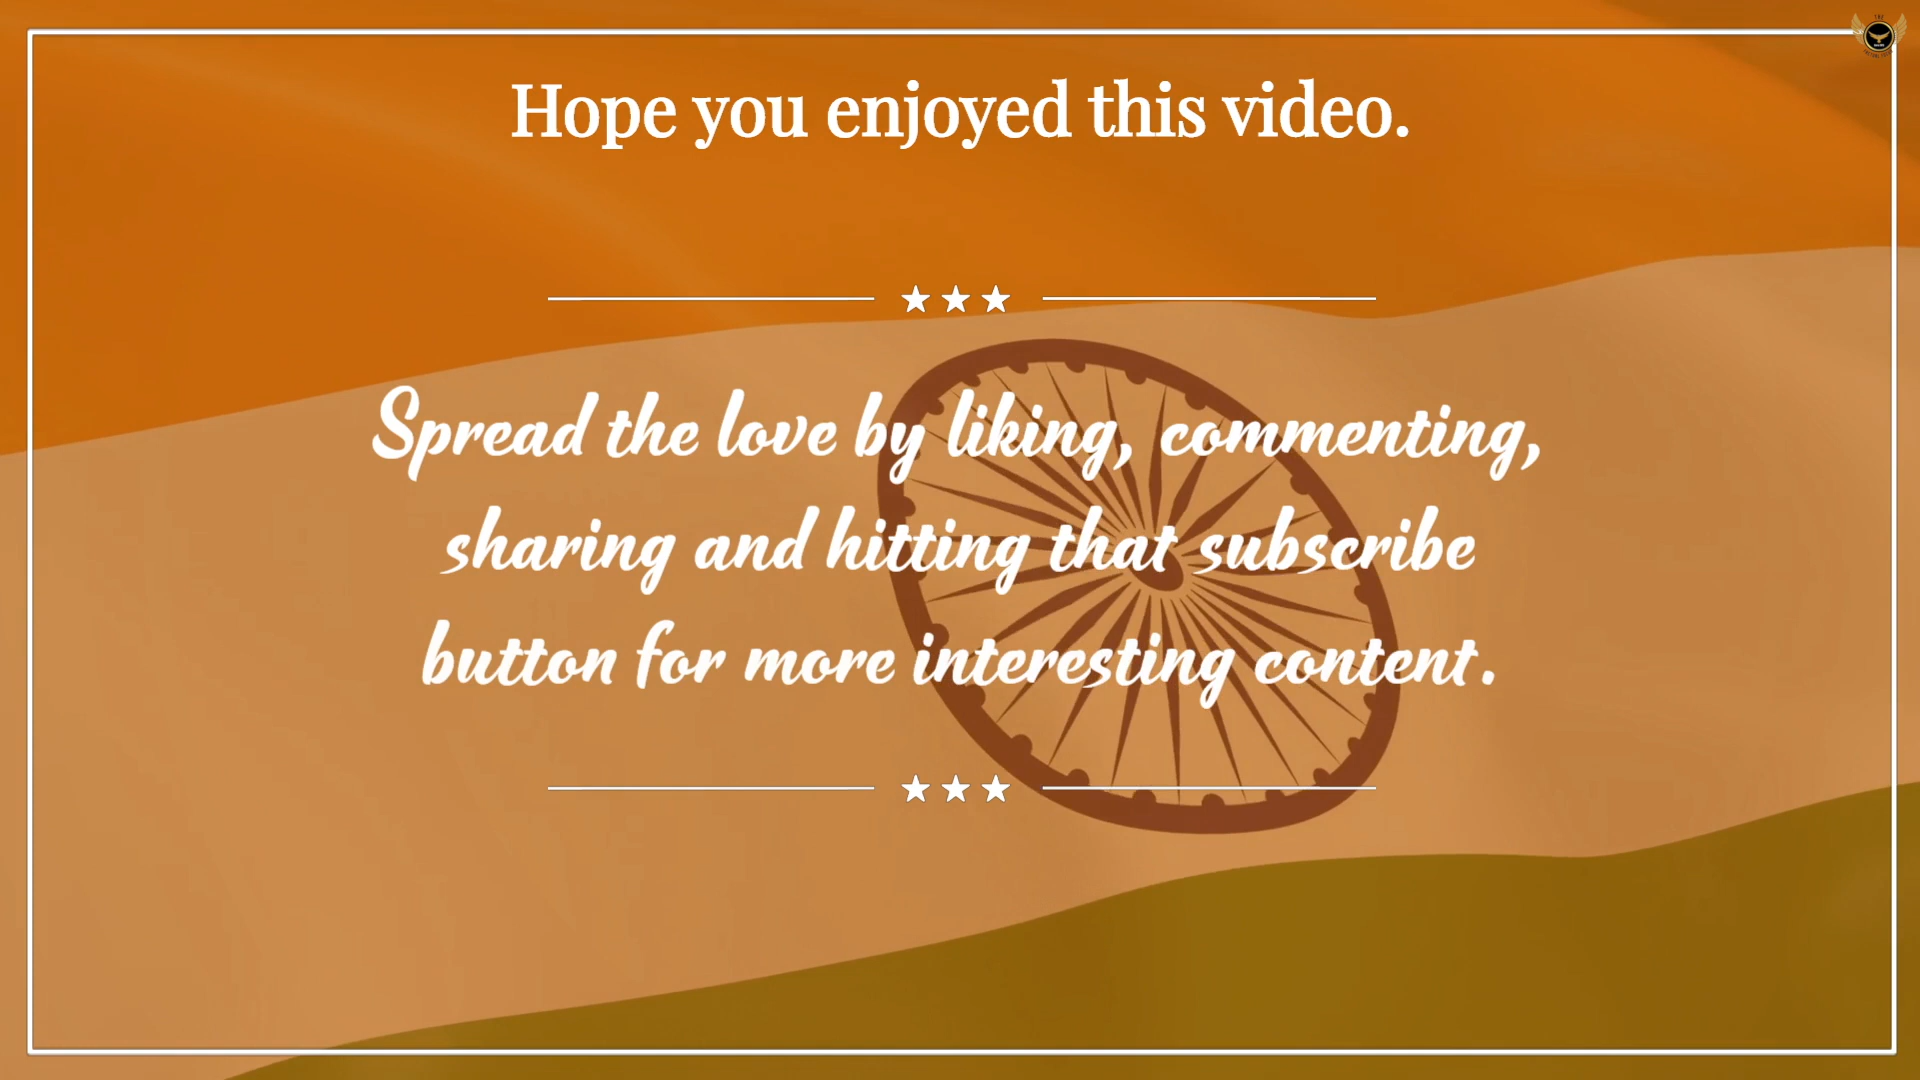 Hope you enjoyed this video.
Spread the love by liking, commenting,
sharing and hitting that subscribe
button for more interesting content.